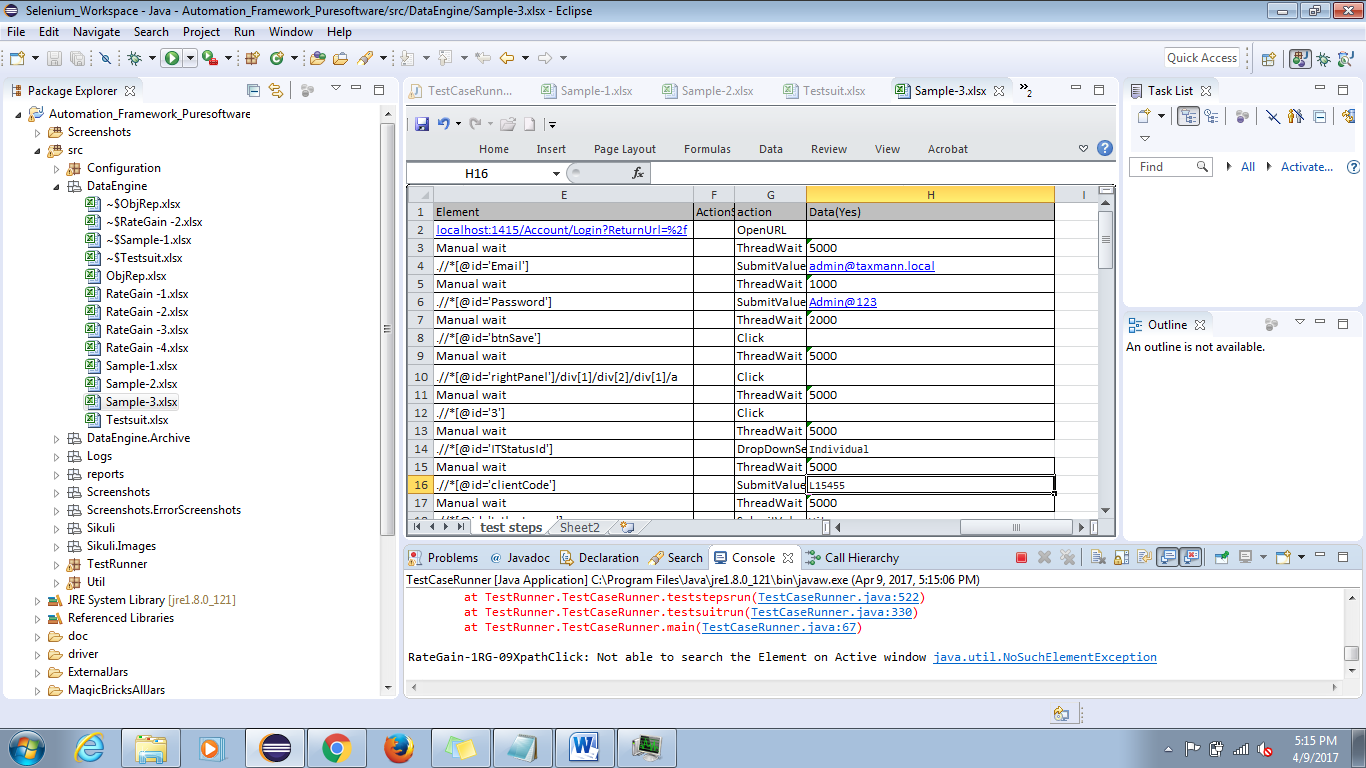 Selenium_Workspace - Java - Automation_Framework_Puresoftware/src/DataEngine/Sample-3.xlsx - Eclipse
File Edit Navigate Search Project Run Window Help
Quick Access
Package Explorer
Automation_Framework_Puresoftware
Screenshots
src
Configuration
DataEngine
~$ObjRep.xlsx
~$RateGain -2.xlsx
~$Sample-1.xlsx
~$Testsuit.xlsx
ObjRep.xlsx
RateGain -1.xlsx
RateGain -2.xlsx
RateGain -3.xlsx
RateGain -4.xlsx
Sample-1.xlsx
Sample-2.xlsx
Sample-3.xlsx
Testsuit.xlsx
DataEngine.Archive
Logs
reports
Screenshots
Screenshots.ErrorScreenshots
Sikuli
Sikuli.Images
TestRunner
Util
JRE System Library [jre1.8.0_121]
Referenced Libraries
doc
driver
ExternalJars
MagicBricksAllJars
TestCaseRunn... Sample-1.xlsx Sample-2.xlsx Testsuit.xlsx Sample-3.xlsx »2
Home Insert Page Layout Formulas Data Review View Acrobat
H16 fx
E F G H I
1 Element ActionS action Data(Yes)
2 localhost:1415/Account/Login?ReturnUrl=%2f OpenURL
3 Manual wait ThreadWait 5000
4 .//*[@id='Email'] SubmitValue admin@taxmann.local
5 Manual wait ThreadWait 1000
6 .//*[@id='Password'] SubmitValue Admin@123
7 Manual wait ThreadWait 2000
8 .//*[@id='btnSave'] Click
9 Manual wait ThreadWait 5000
10 .//*[@id='rightPanel']/div[1]/div[2]/div[1]/a Click
11 Manual wait ThreadWait 5000
12 .//*[@id='3'] Click
13 Manual wait ThreadWait 5000
14 .//*[@id='ITStatusId'] DropDownSe Individual
15 Manual wait ThreadWait 5000
16 .//*[@id='clientCode'] SubmitValue L15455
17 Manual wait ThreadWait 5000
test steps Sheet2
Task List
Find All Activate...
Outline
An outline is not available.
Problems @ Javadoc Declaration Search Console Call Hierarchy
TestCaseRunner [Java Application] C:\Program Files\Java\jre1.8.0_121\bin\javaw.exe (Apr 9, 2017, 5:15:06 PM)
at TestRunner.TestCaseRunner.teststepsrun(TestCaseRunner.java:522)
at TestRunner.TestCaseRunner.testsuitrun(TestCaseRunner.java:330)
at TestRunner.TestCaseRunner.main(TestCaseRunner.java:67)
RateGain-1RG-09XpathClick: Not able to search the Element on Active window java.util.NoSuchElementException
5:15 PM
4/9/2017